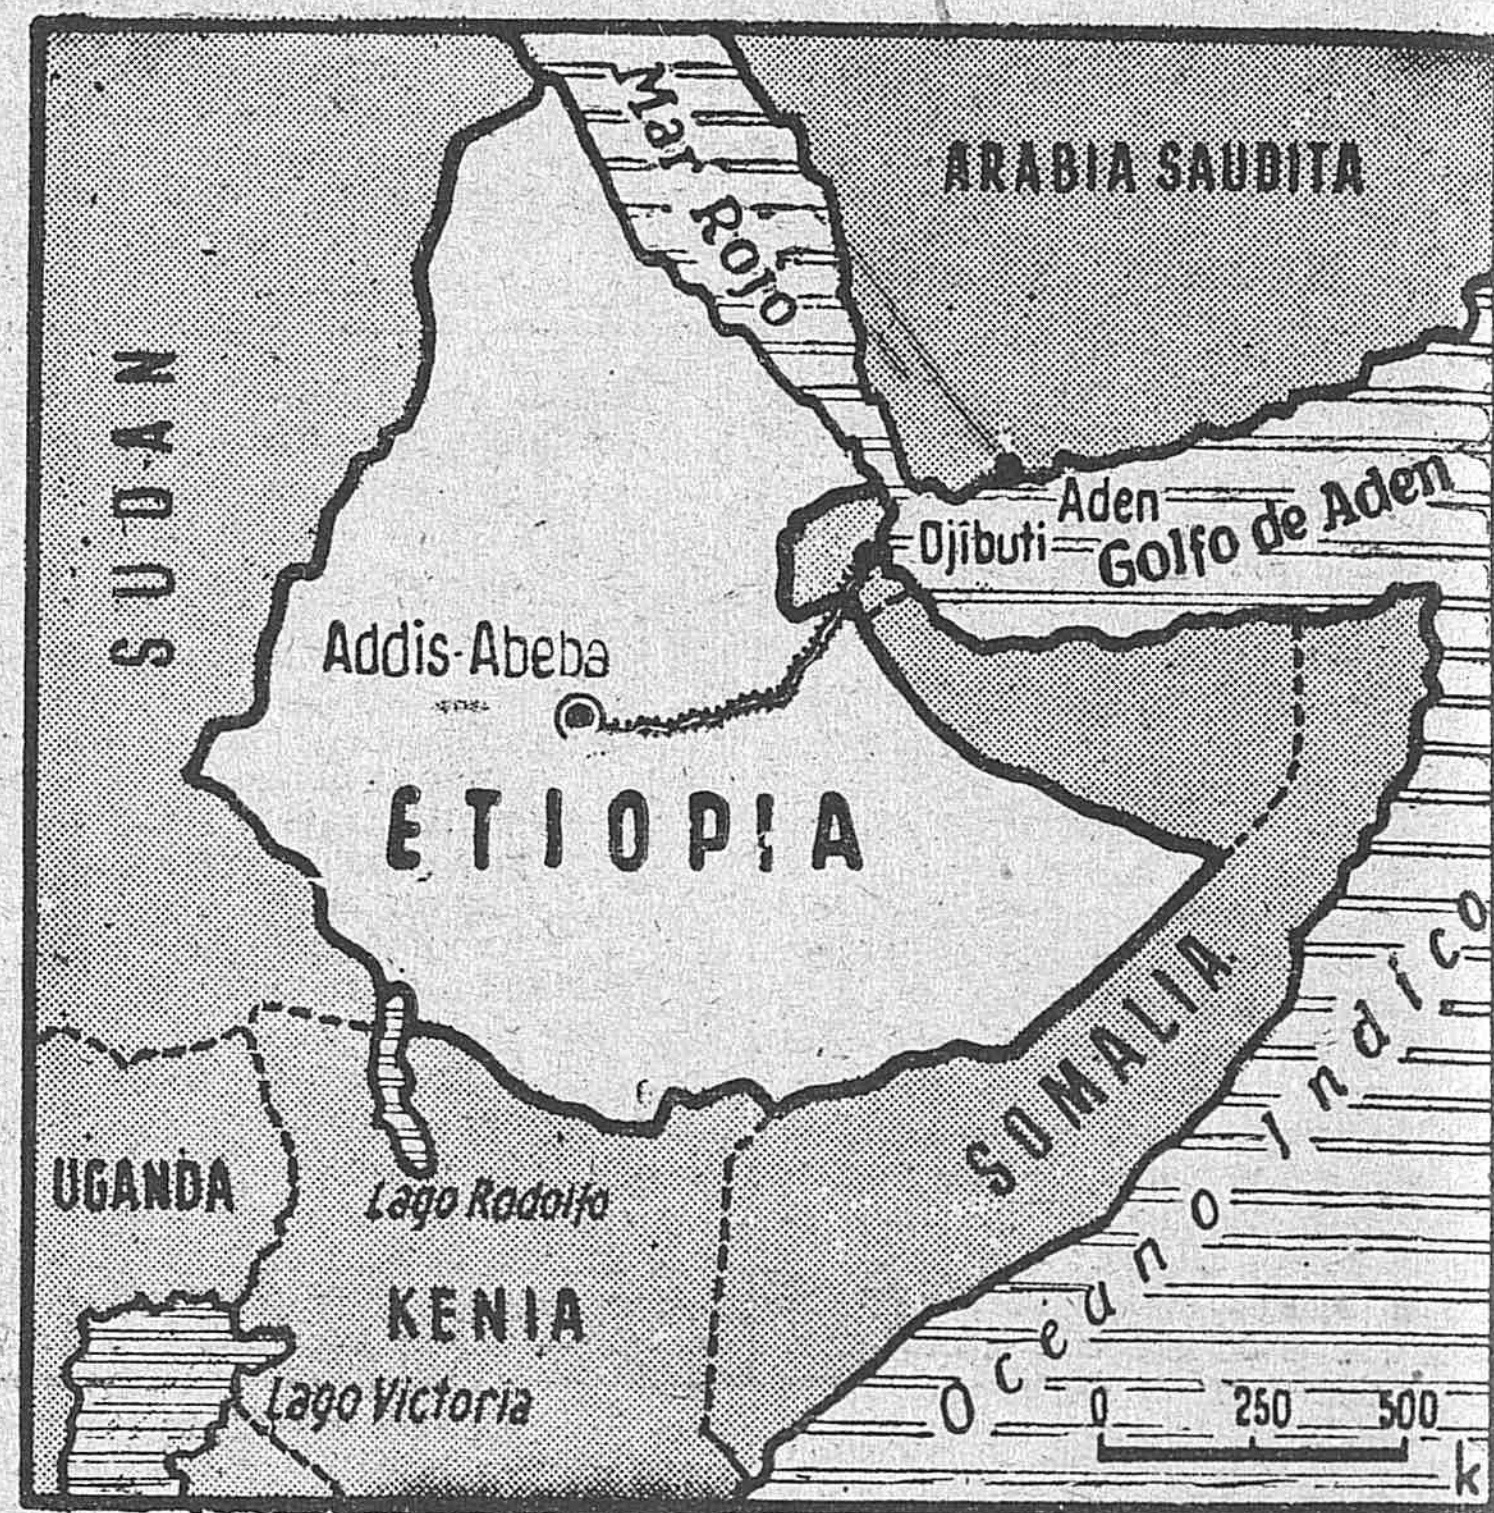 Mar Rojo
ARABIA SAUDITA
SUDAN
Aden
Djibuti
Golfo de Aden
Addis-Abeba
ETIOPIA
SOMALIA
Océano Indico
UGANDA
Lago Rodolfo
KENIA
Lago Victoria
0 250 500
k